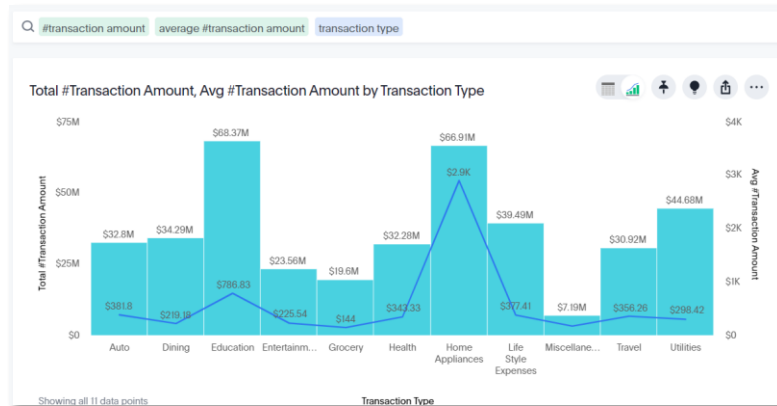 #transaction amount average #transaction amount transaction type
Total #Transaction Amount, Avg #Transaction Amount by Transaction Type
$75M
$50M
$25M
$0
Total #Transaction Amount
$4K
$3K
$2K
$1K
$0
Avg #Transaction Amount
$32.8M
$34.29M
$68.37M
$23.56M
$19.6M
$32.28M
$66.91M
$39.49M
$7.19M
$30.92M
$44.68M
$381.8
$219.18
$786.83
$225.54
$144
$343.33
$2.9K
$377.41
$356.26
$298.42
Auto
Dining
Education
Entertainm...
Grocery
Health
Home
Appliances
Life
Style
Expenses
Miscellane...
Travel
Utilities
Showing all 11 data points
Transaction Type